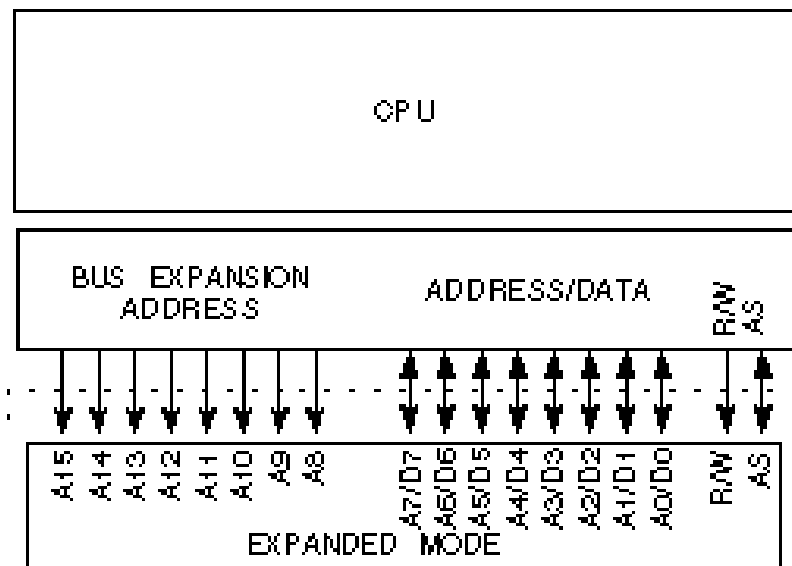 CPU
BUS EXPANSION
ADDRESS
ADDRESS/DATA
R/W
AS
A15
A14
A13
A12
A11
A10
A9
A8
A7/D7
A6/D6
A5/D5
A4/D4
A3/D3
A2/D2
A1/D1
A0/D0
R/W
AS
EXPANDED MODE